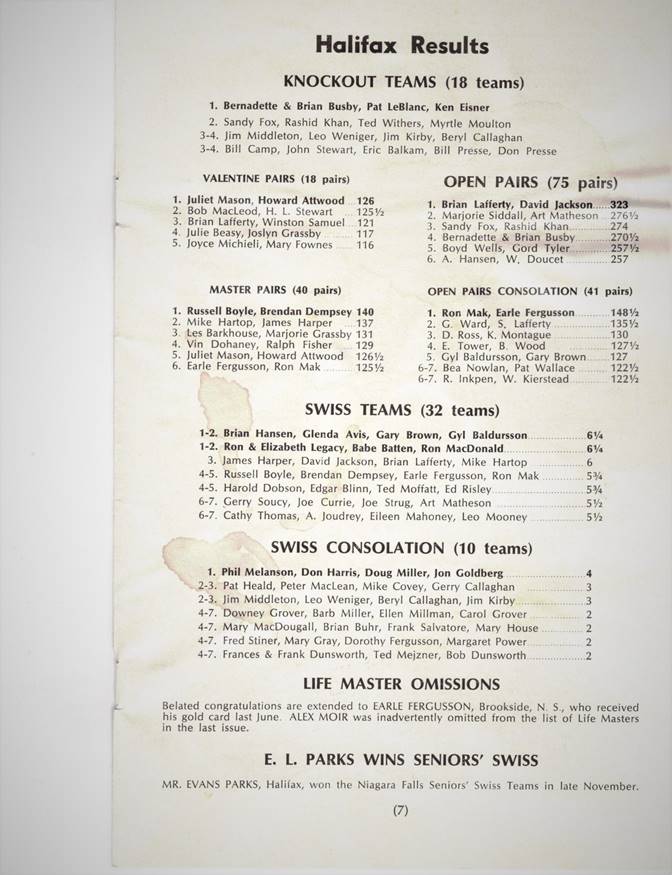 Halifax Results
KNOCKOUT TEAMS (18 teams)
1. Bernadette & Brian Busby, Pat LeBlanc, Ken Eisner
2. Sandy Fox, Rashid Khan, Ted Withers, Myrtle Moulton
3-4. Jim Middleton, Leo Weniger, Jim Kirby, Beryl Callaghan
3-4. Bill Camp, John Stewart, Eric Balkam, Bill Presse, Don Presse
VALENTINE PAIRS (18 pairs)
1. Juliet Mason, Howard Attwood 126
2. Bob MacLeod, H. L. Stewart 125½
3. Brian Lafferty, Winston Samuel 121
4. Julie Beasy, Joslyn Grassby 117
5. Joyce Michieli, Mary Fownes 116
OPEN PAIRS (75 pairs)
1. Brian Lafferty, David Jackson 323
2. Marjorie Siddall, Art Matheson 276½
3. Sandy Fox, Rashid Khan 274
4. Bernadette & Brian Busby 270½
5. Boyd Wells, Gord Tyler 257½
6. A. Hansen, W. Doucet 257
MASTER PAIRS (40 pairs)
1. Russell Boyle, Brendan Dempsey 140
2. Mike Hartop, James Harper 137
3. Les Barkhouse, Marjorie Grassby 131
4. Vin Dohaney, Ralph Fisher 129
5. Juliet Mason, Howard Attwood 126½
6. Earle Fergusson, Ron Mak 125½
OPEN PAIRS CONSOLATION (41 pairs)
1. Ron Mak, Earle Fergusson 148½
2. G. Ward, S. Lafferty 135½
3. D. Ross, K. Montague 130
4. E. Tower, B. Wood 127½
5. Gyl Baldursson, Gary Brown 127
6-7. Bea Nowlan, Pat Wallace 122½
6-7. R. Inkpen, W. Kierstead 122½
SWISS TEAMS (32 teams)
1-2. Brian Hansen, Glenda Avis, Gary Brown, Gyl Baldursson 6¼
1-2. Ron & Elizabeth Legacy, Babe Batten, Ron MacDonald 6¼
3. James Harper, David Jackson, Brian Lafferty, Mike Hartop 6
4-5. Russell Boyle, Brendan Dempsey, Earle Fergusson, Ron Mak 5¾
4-5. Harold Dobson, Edgar Blinn, Ted Moffatt, Ed Risley 5¾
6-7. Gerry Soucy, Joe Currie, Joe Strug, Art Matheson 5½
6-7. Cathy Thomas, A. Joudrey, Eileen Mahoney, Leo Mooney 5½
SWISS CONSOLATION (10 teams)
1. Phil Melanson, Don Harris, Doug Miller, Jon Goldberg 4
2-3. Pat Heald, Peter MacLean, Mike Covey, Gerry Callaghan 3
2-3. Jim Middleton, Leo Weniger, Beryl Callaghan, Jim Kirby 3
4-7. Downey Grover, Barb Miller, Ellen Millman, Carol Grover 2
4-7. Mary MacDougall, Brian Buhr, Frank Salvatore, Mary House 2
4-7. Fred Stiner, Mary Gray, Dorothy Fergusson, Margaret Power 2
4-7. Frances & Frank Dunsworth, Ted Mejzner, Bob Dunsworth 2
LIFE MASTER OMISSIONS
Belated congratulations are extended to EARLE FERGUSSON, Brookside, N. S., who received
his gold card last June. ALEX MOIR was inadvertently omitted from the list of Life Masters
in the last issue.
E. L. PARKS WINS SENIORS' SWISS
MR. EVANS PARKS, Halifax, won the Niagara Falls Seniors' Swiss Teams in late November.
(7)